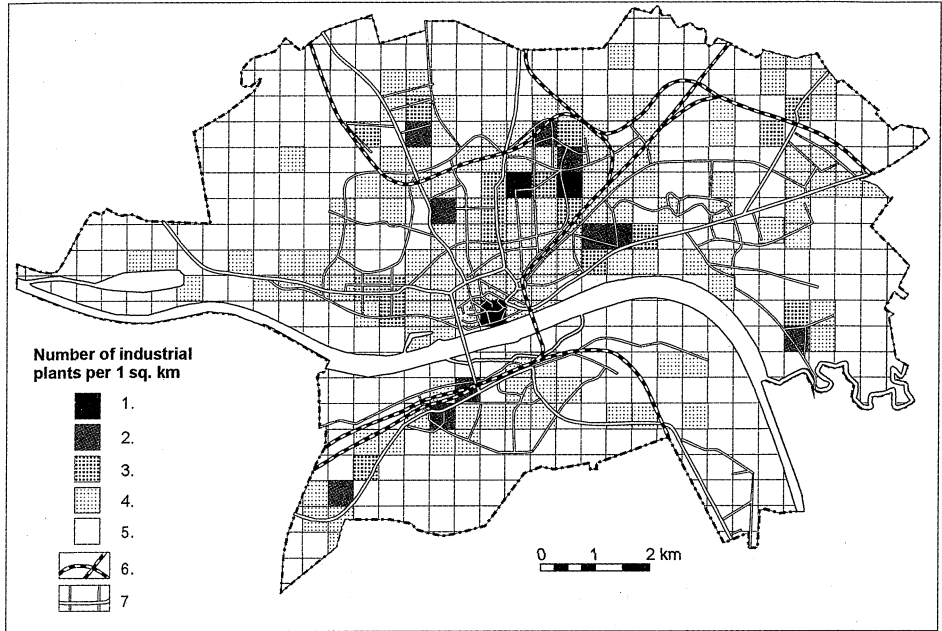 Number of industrial
plants per 1 sq. km
1.
2.
3.
4.
5.
6.
7
0 1 2 km